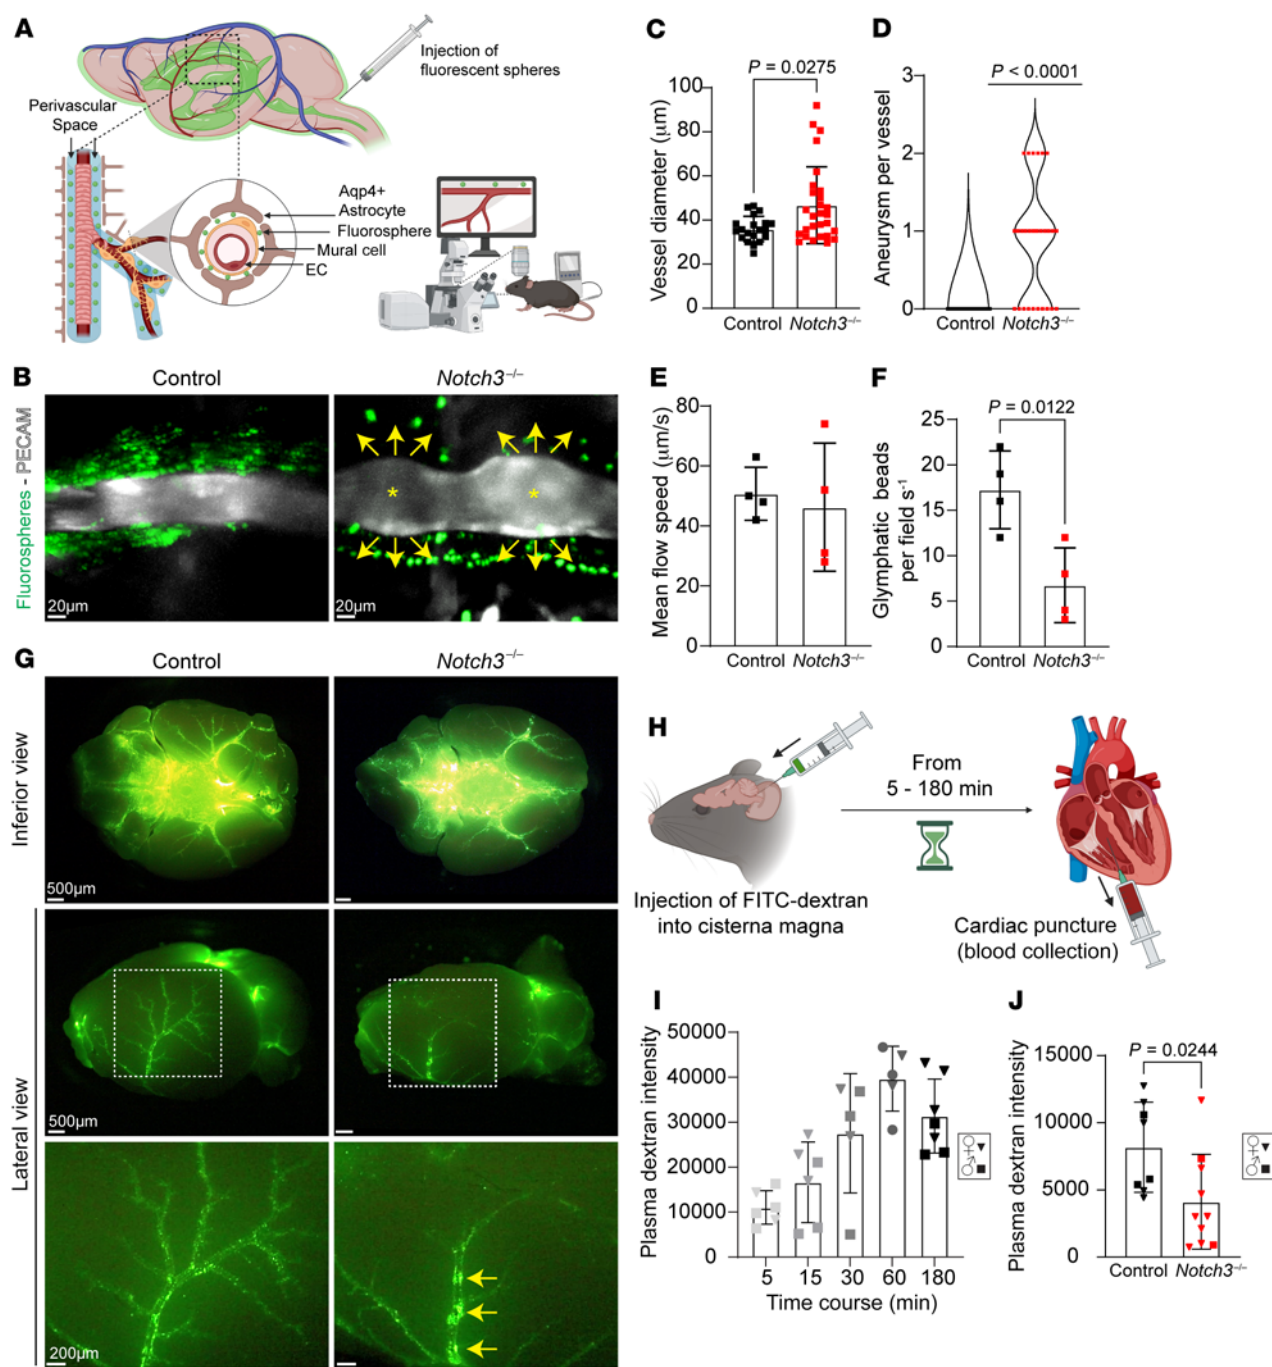 A
Injection of
fluorescent spheres
Perivascular
Space
Aqp4+
Astrocyte
Fluorosphere
Mural cell
EC
B
Control
Notch3⁻/⁻
Fluorospheres - PECAM
20μm
20μm
*
*
C
P = 0.0275
Vessel diameter (μm)
100
80
60
40
20
0
Control
Notch3⁻/⁻
D
P < 0.0001
Aneurysm per vessel
3
2
1
0
Control
Notch3⁻/⁻
E
Mean flow speed (μm/s)
80
60
40
20
0
Control
Notch3⁻/⁻
F
P = 0.0122
Glymphatic beads
per field s⁻¹
25
20
15
10
5
0
Control
Notch3⁻/⁻
G
Control
Notch3⁻/⁻
Inferior view
500μm
Lateral view
500μm
200μm
H
From
5 - 180 min
Injection of FITC-dextran
into cisterna magna
Cardiac puncture
(blood collection)
I
Plasma dextran intensity
50000
40000
30000
20000
10000
0
5
15
30
60
180
Time course (min)
♀
♂
J
P = 0.0244
Plasma dextran intensity
15000
10000
5000
0
Control
Notch3⁻/⁻
♀
♂